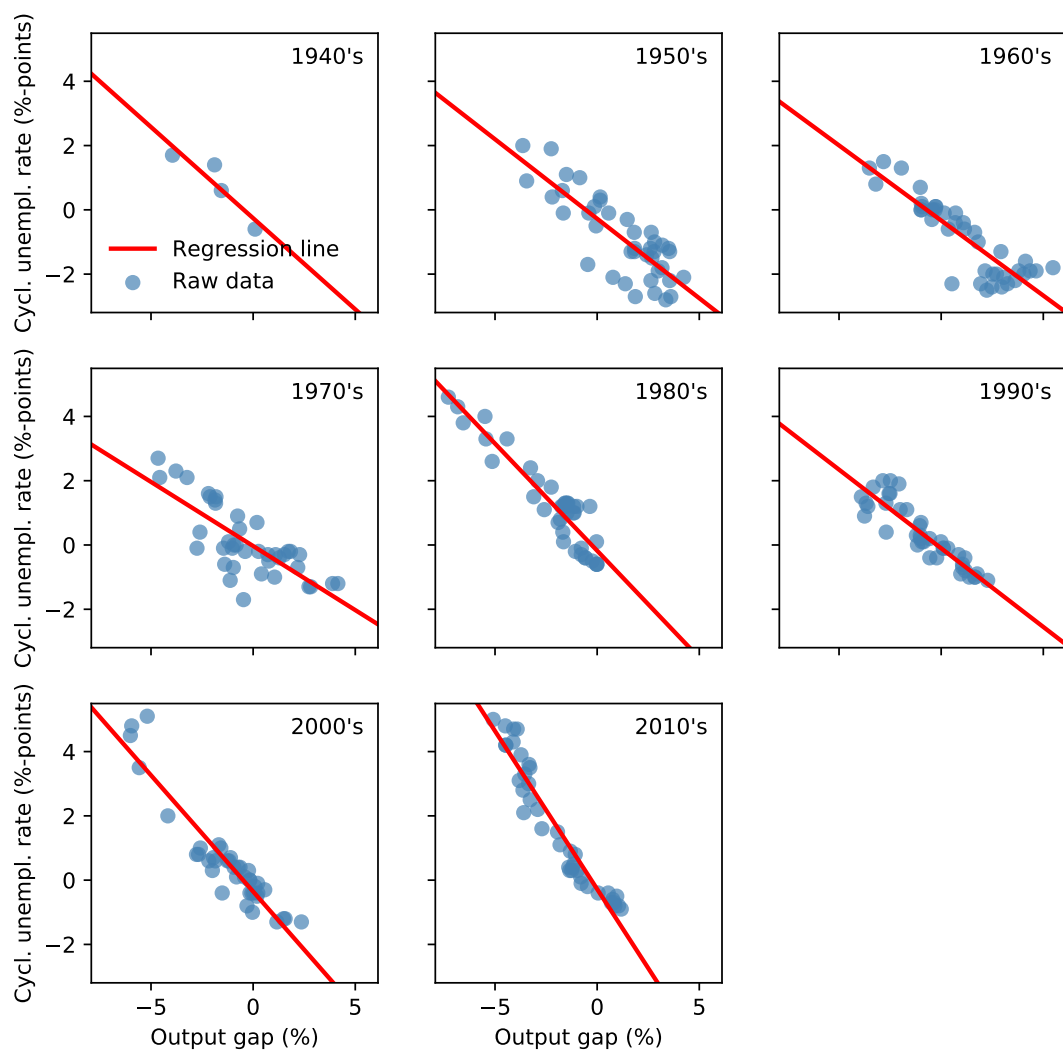 1940's
1950's
1960's
Cycl. unempl. rate (%-points)
4
2
0
−2
Regression line
Raw data
1970's
1980's
1990's
Cycl. unempl. rate (%-points)
4
2
0
−2
2000's
2010's
Cycl. unempl. rate (%-points)
4
2
0
−2
−5 0 5
−5 0 5
Output gap (%)
Output gap (%)